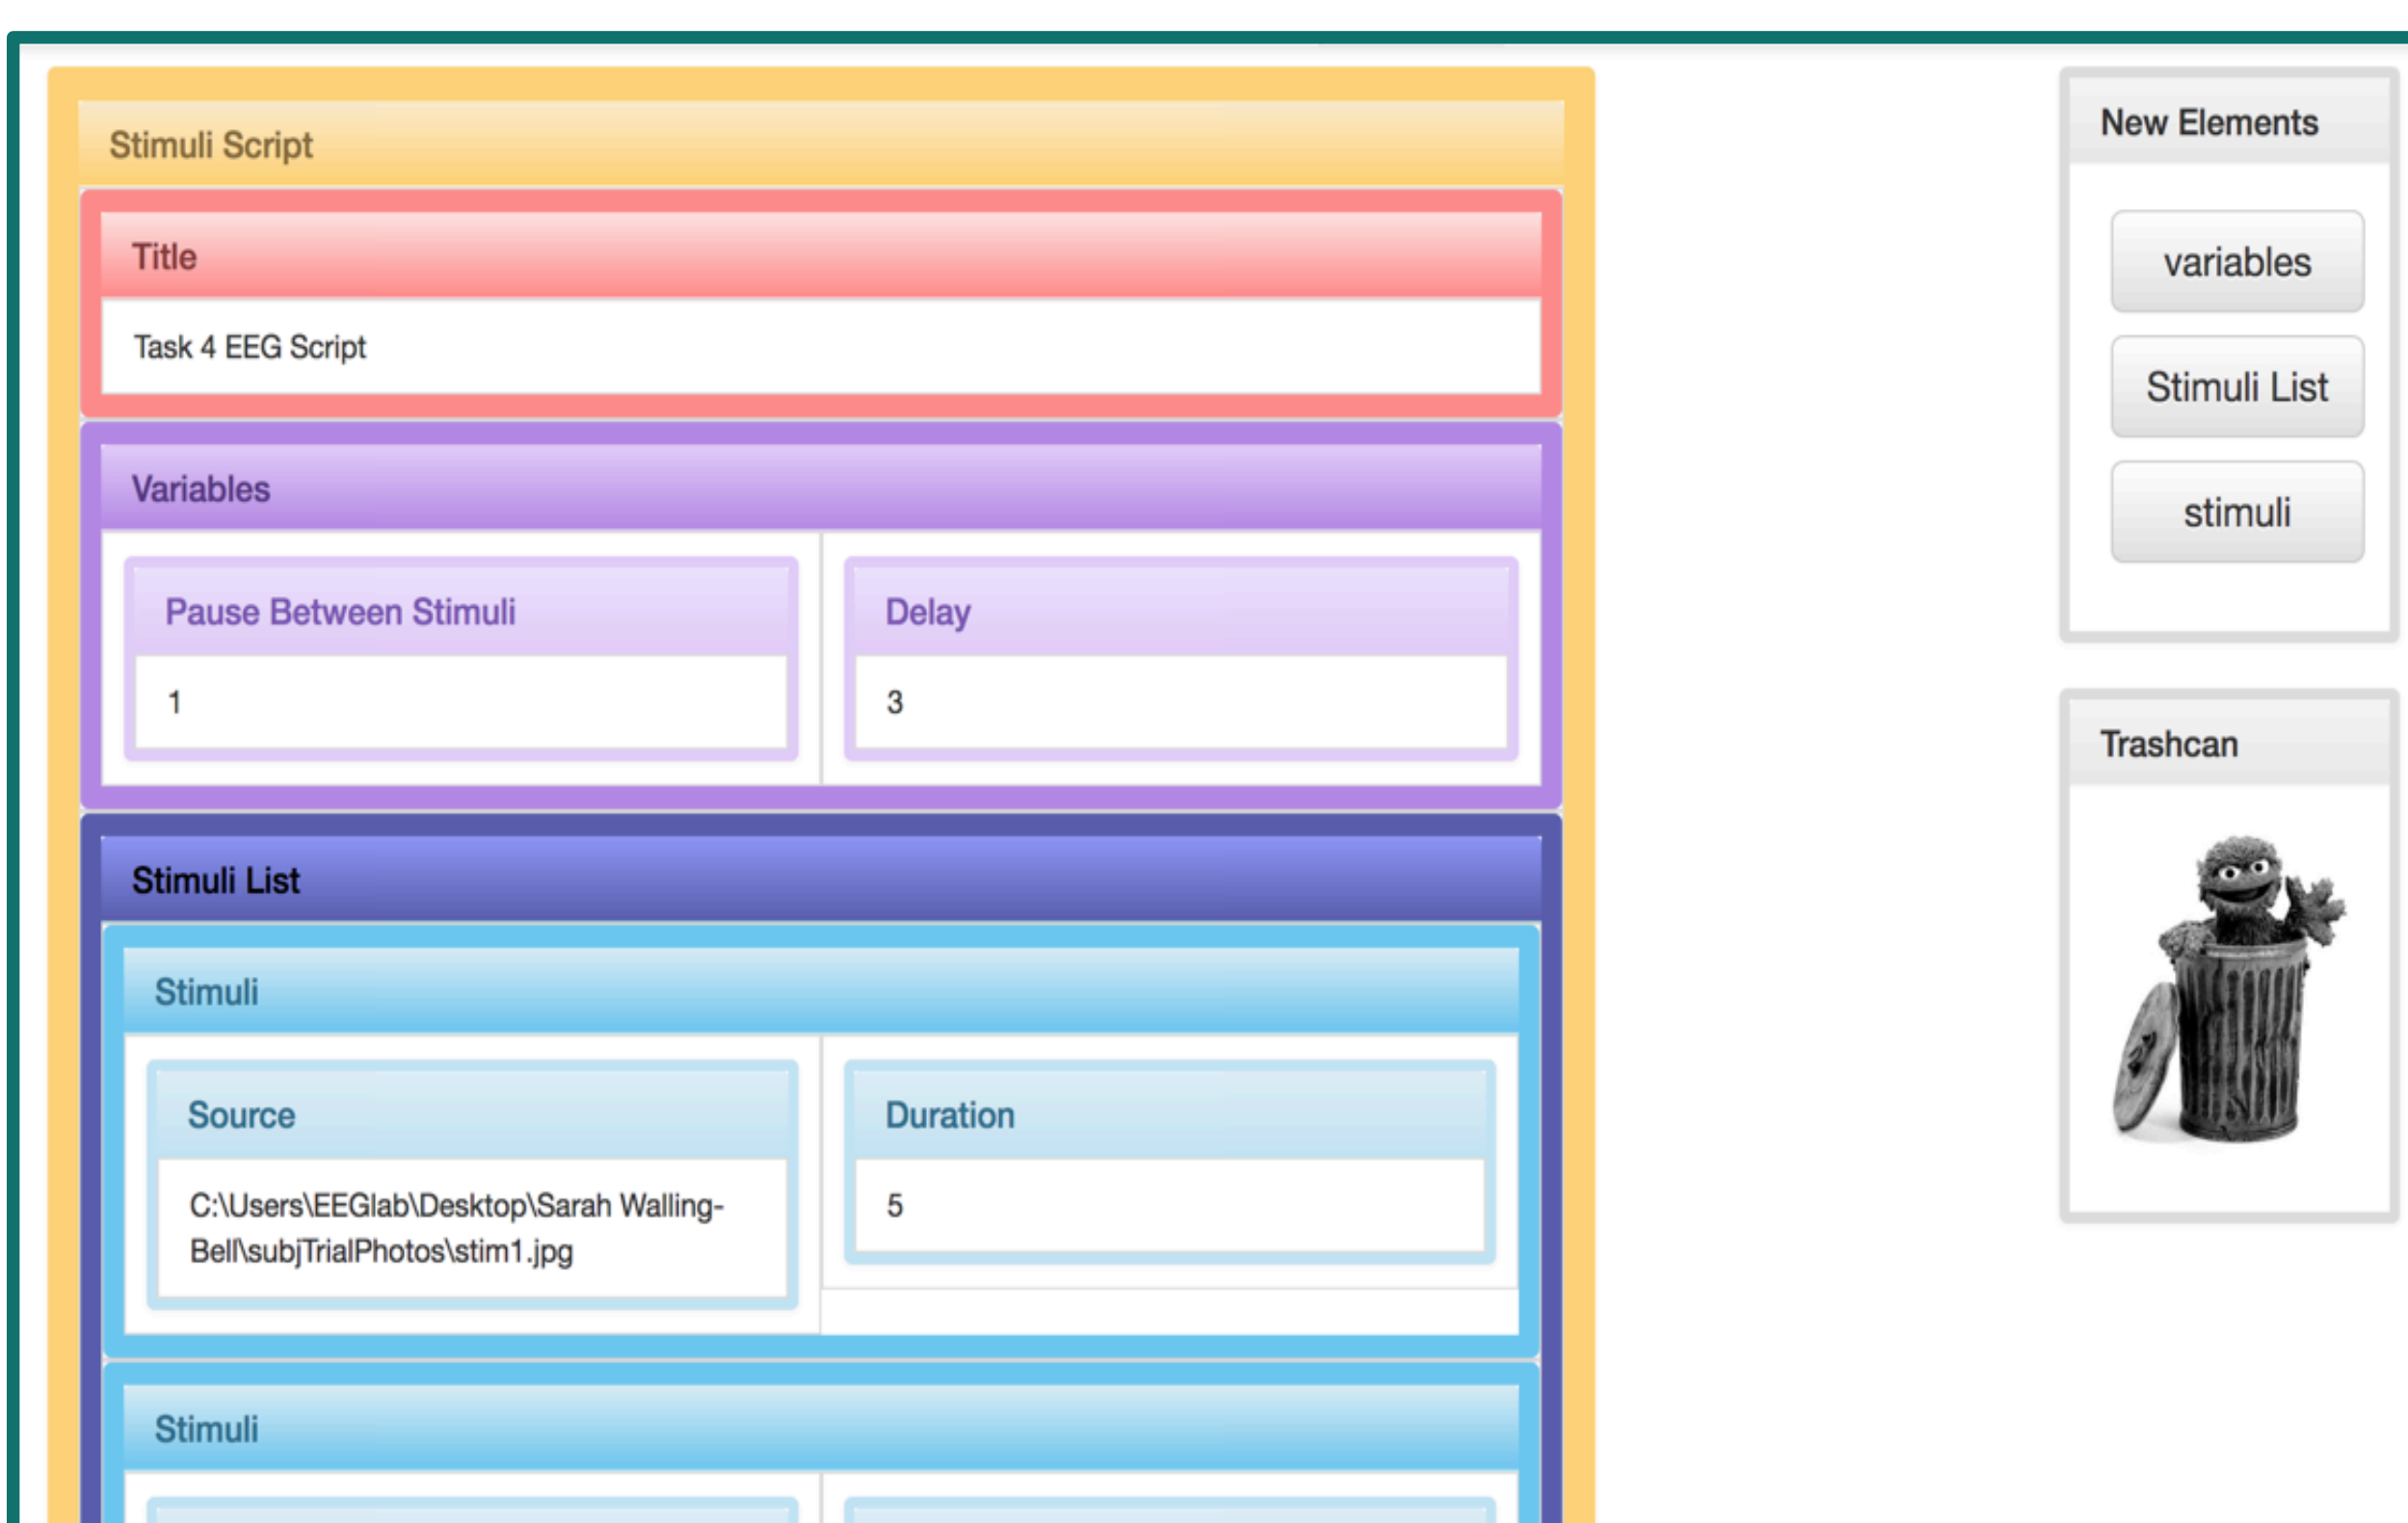 Stimuli Script
Title
Task 4 EEG Script
Variables
Pause Between Stimuli
1
Delay
3
Stimuli List
Stimuli
Source
C:\Users\EEGlab\Desktop\Sarah Walling-
Bell\subjTrialPhotos\stim1.jpg
Duration
5
Stimuli
New Elements
variables
Stimuli List
stimuli
Trashcan